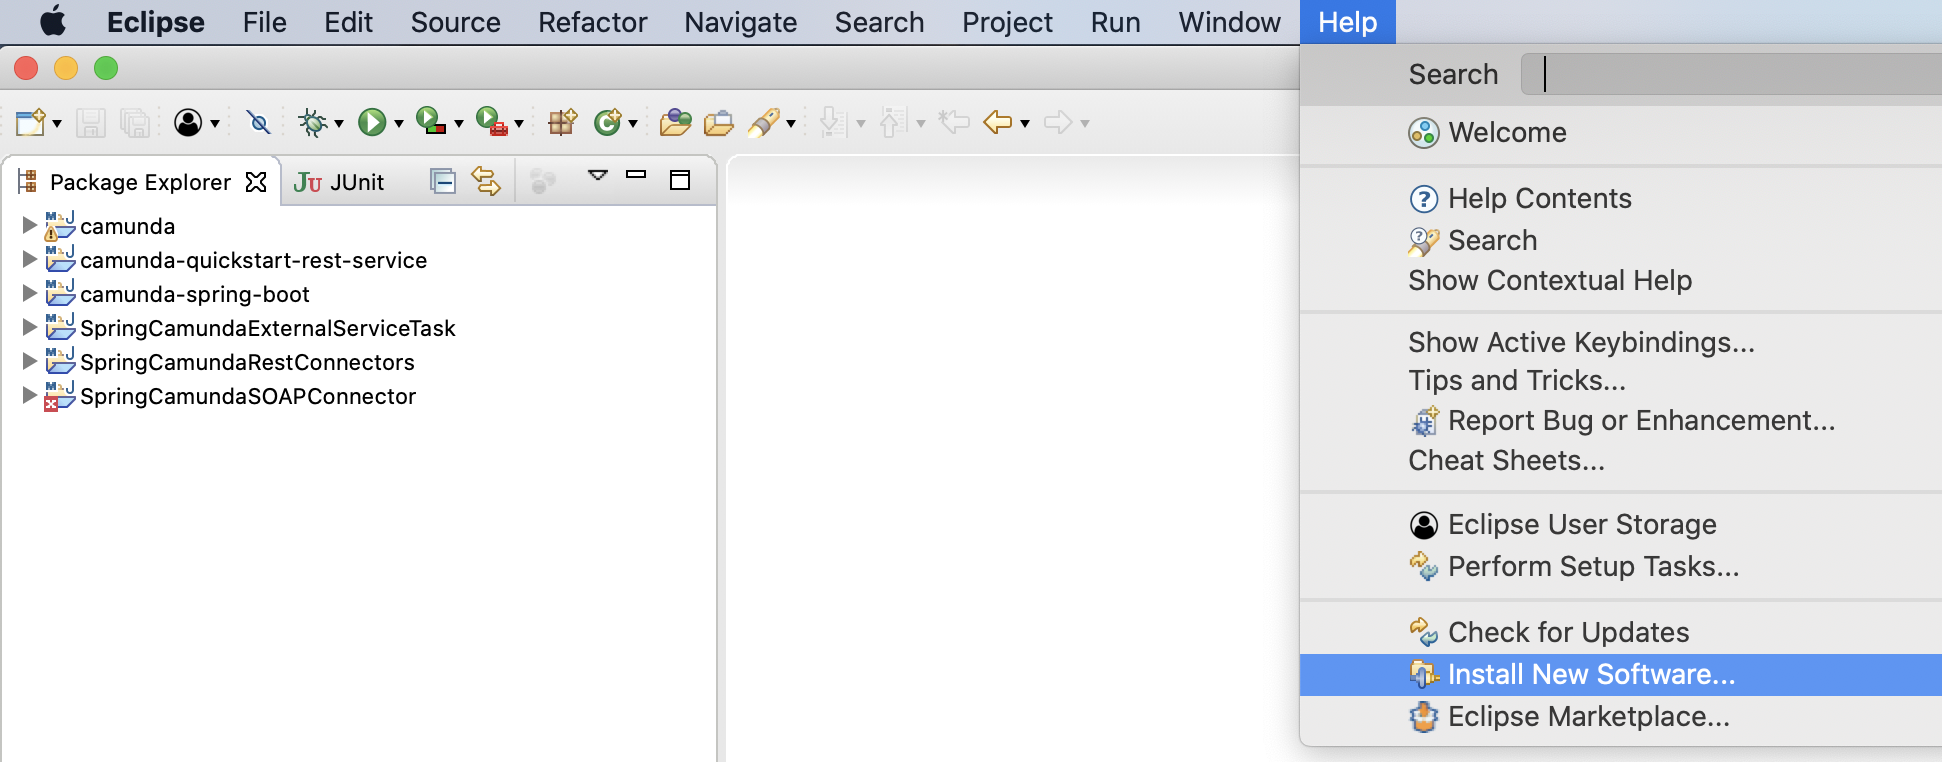 Eclipse File Edit Source Refactor Navigate Search Project Run Window Help
Package Explorer JUnit
camunda
camunda-quickstart-rest-service
camunda-spring-boot
SpringCamundaExternalServiceTask
SpringCamundaRestConnectors
SpringCamundaSOAPConnector
Search
Welcome
Help Contents
Search
Show Contextual Help
Show Active Keybindings...
Tips and Tricks...
Report Bug or Enhancement...
Cheat Sheets...
Eclipse User Storage
Perform Setup Tasks...
Check for Updates
Install New Software...
Eclipse Marketplace...